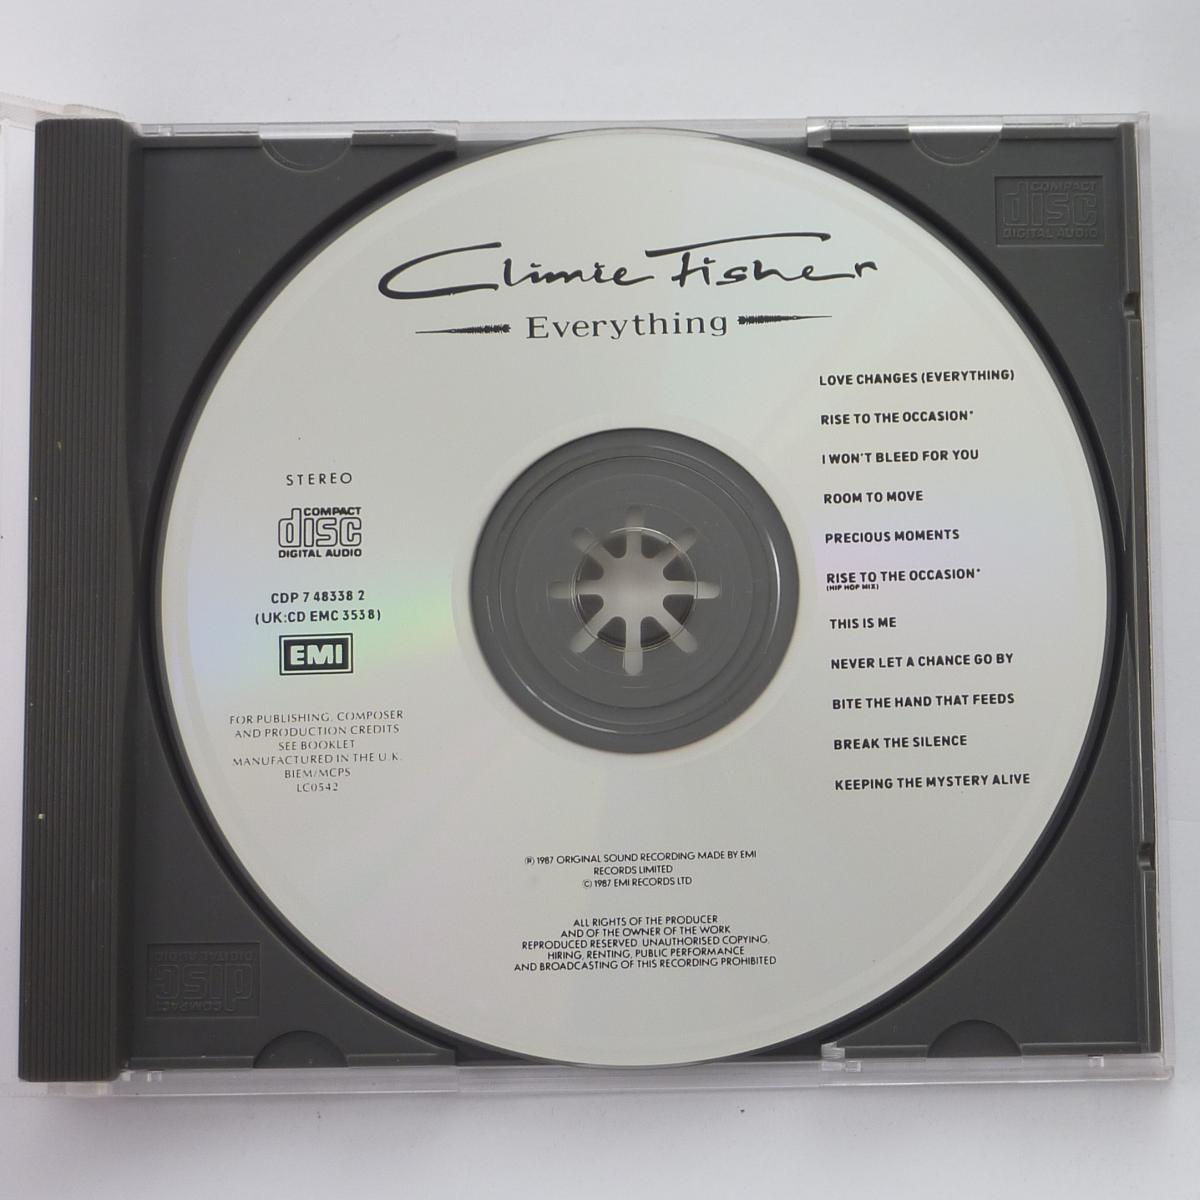 Climie Fisher
Everything
COMPACT
disc
DIGITAL AUDIO
LOVE CHANGES (EVERYTHING)
RISE TO THE OCCASION*
I WON'T BLEED FOR YOU
ROOM TO MOVE
PRECIOUS MOMENTS
RISE TO THE OCCASION*
(HIP HOP MIX)
THIS IS ME
NEVER LET A CHANCE GO BY
BITE THE HAND THAT FEEDS
BREAK THE SILENCE
KEEPING THE MYSTERY ALIVE
STEREO
COMPACT
disc
DIGITAL AUDIO
CDP 7 48338 2
(UK:CD EMC 3538)
EMI
FOR PUBLISHING, COMPOSER
AND PRODUCTION CREDITS
SEE BOOKLET
MANUFACTURED IN THE U.K.
BIEM/MCPS
LC0542
℗ 1987 ORIGINAL SOUND RECORDING MADE BY EMI
RECORDS LIMITED
© 1987 EMI RECORDS LTD
ALL RIGHTS OF THE PRODUCER
AND OF THE OWNER OF THE WORK
REPRODUCED RESERVED. UNAUTHORISED COPYING,
HIRING, RENTING, PUBLIC PERFORMANCE
AND BROADCASTING OF THIS RECORDING PROHIBITED
COMPACT
disc
DIGITAL AUDIO